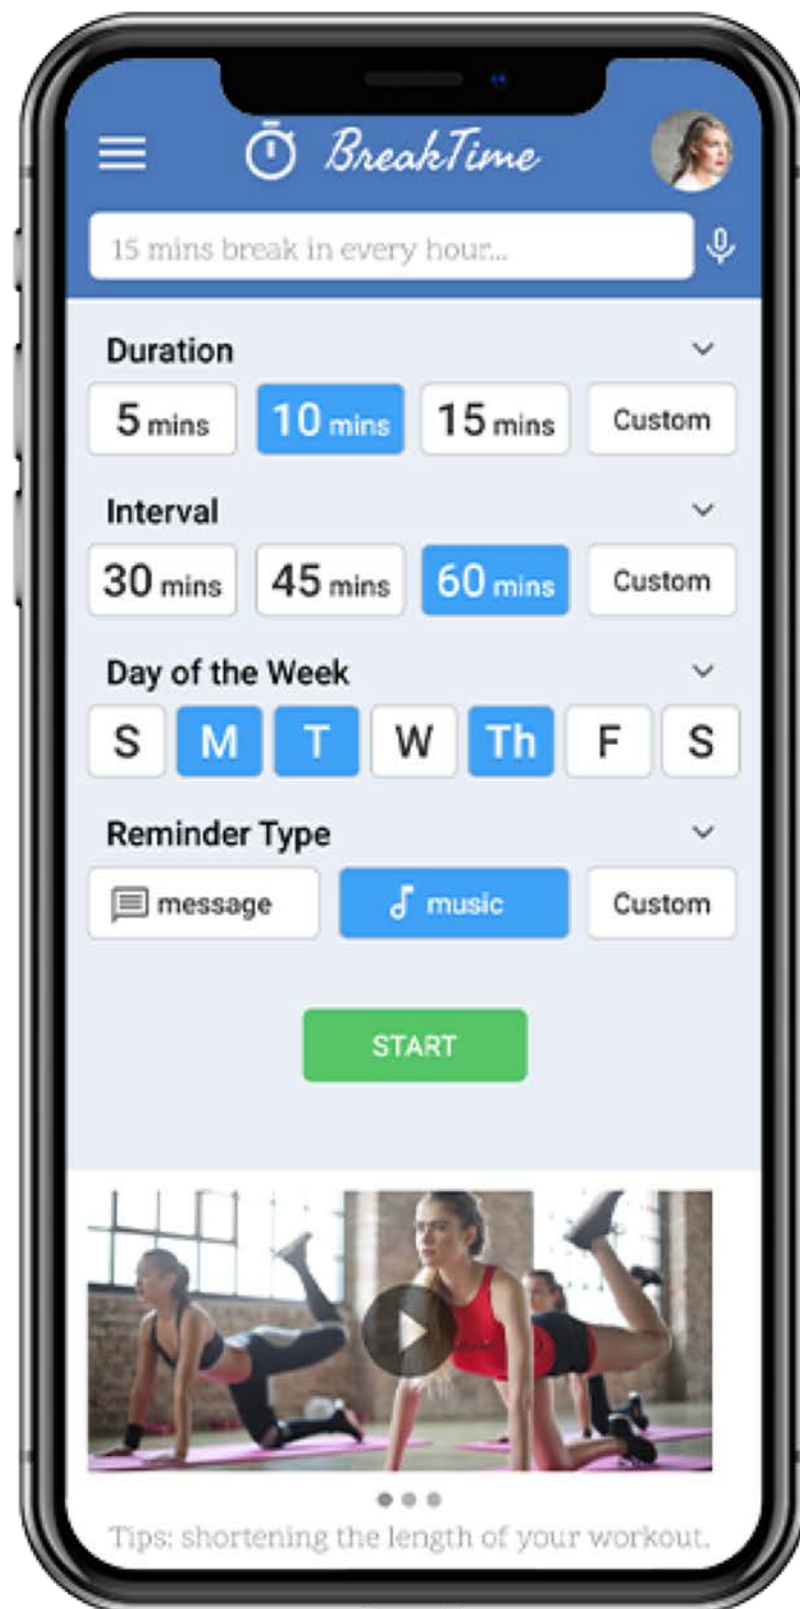 BreakTime
15 mins break in every hour...
Duration
5 mins 10 mins 15 mins Custom
Interval
30 mins 45 mins 60 mins Custom
Day of the Week
S M T W Th F S
Reminder Type
message music Custom
START
Tips: shortening the length of your workout.